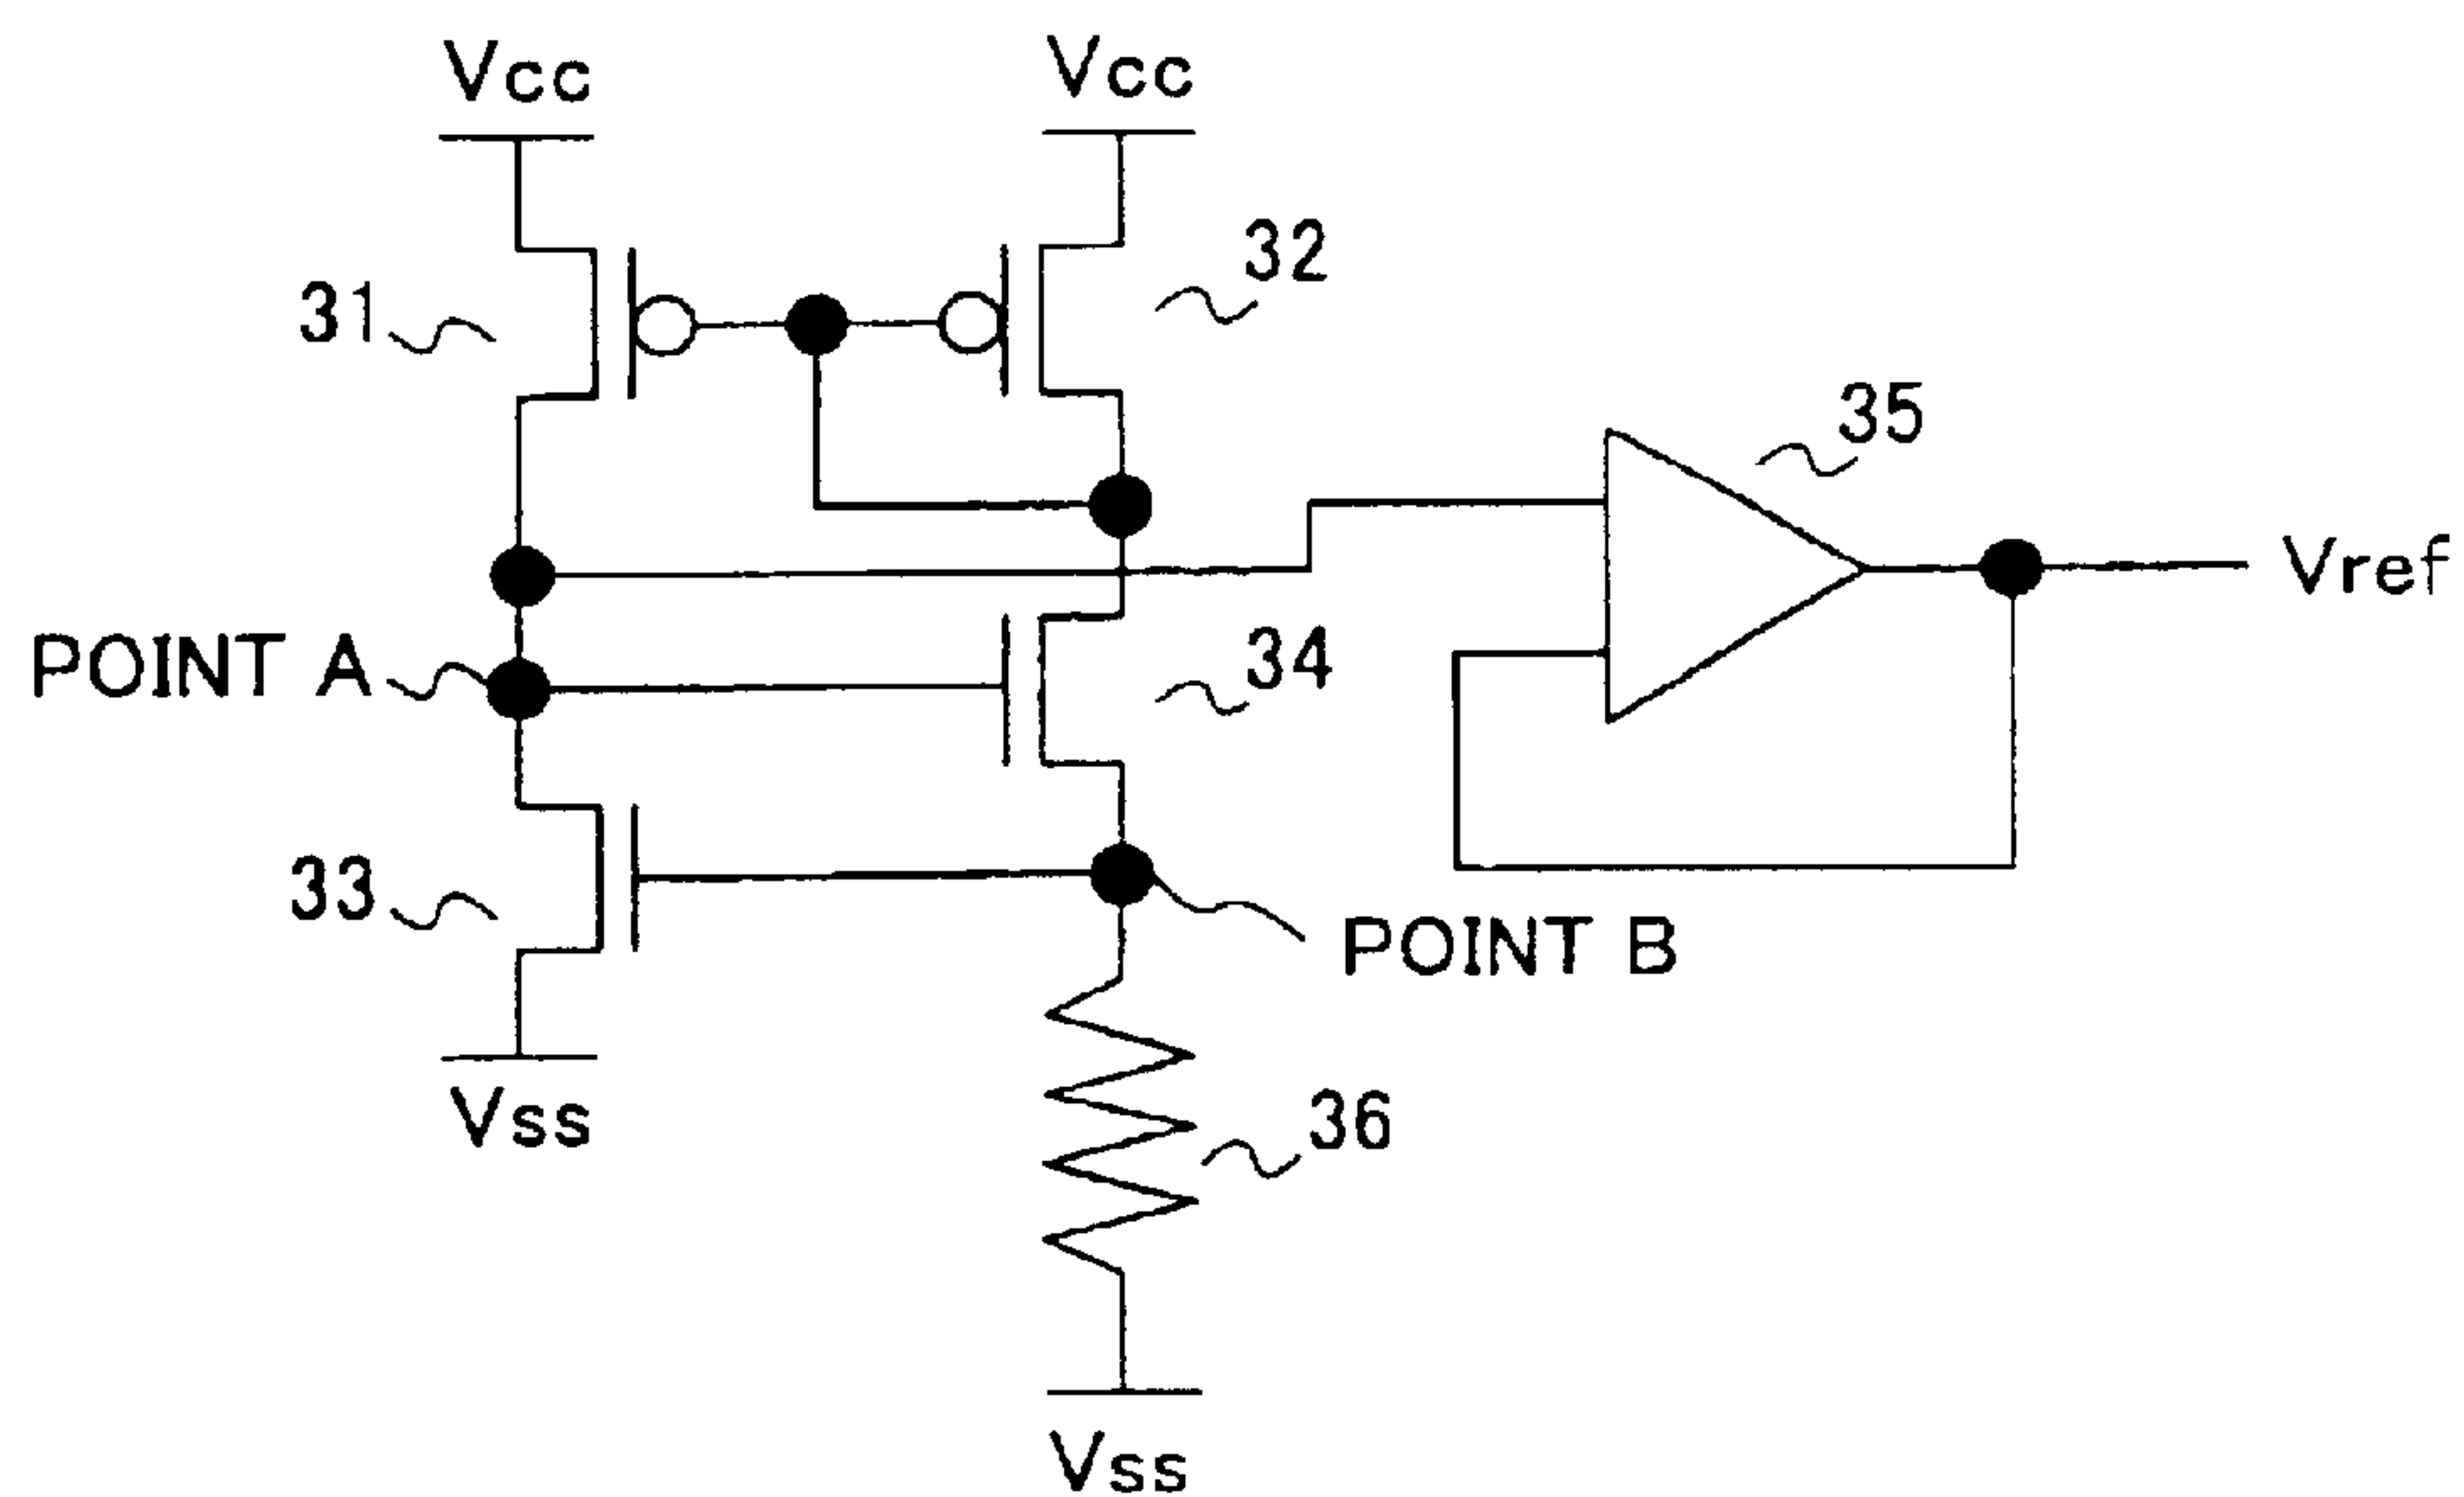 Vcc
Vcc
31
32
35
Vref
POINT A
34
33
POINT B
Vss
36
Vss